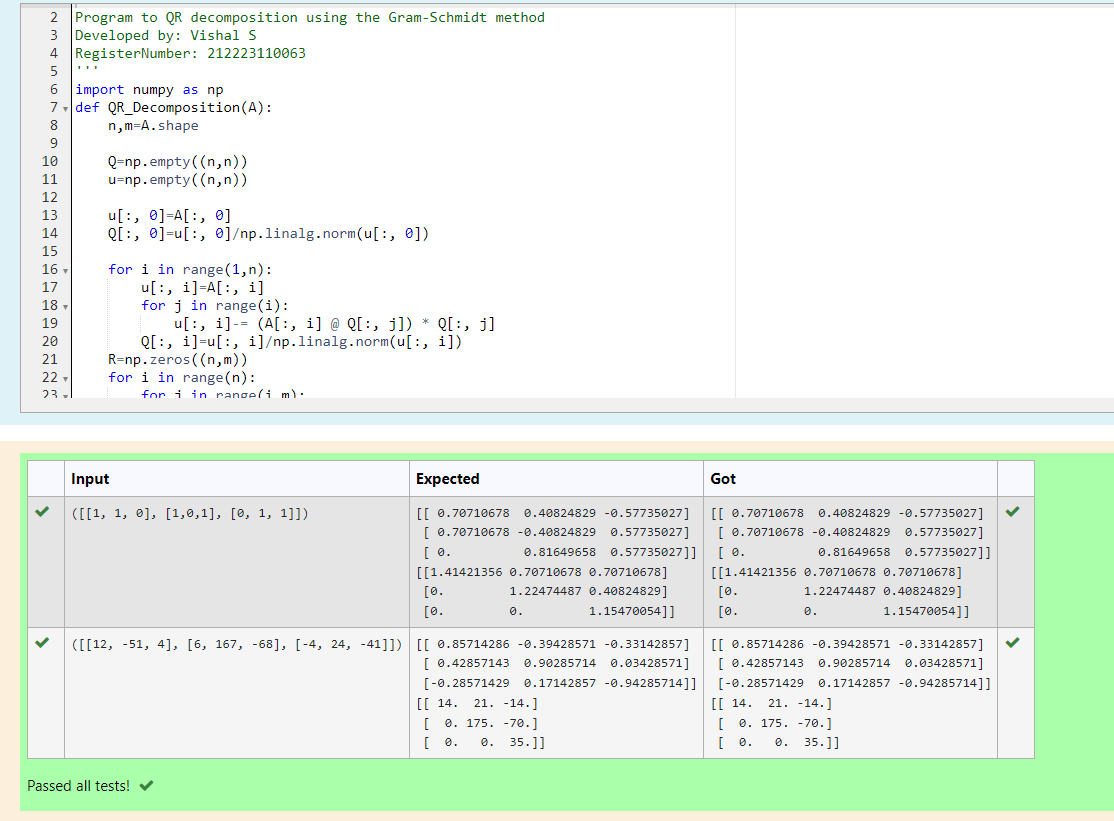 2 Program to QR decomposition using the Gram-Schmidt method
3 Developed by: Vishal S
4 RegisterNumber: 212223110063
5 '''
6 import numpy as np
7 def QR_Decomposition(A):
8     n,m=A.shape
9
10     Q=np.empty((n,n))
11     u=np.empty((n,n))
12
13     u[:, 0]=A[:, 0]
14     Q[:, 0]=u[:, 0]/np.linalg.norm(u[:, 0])
15
16     for i in range(1,n):
17         u[:, i]=A[:, i]
18         for j in range(i):
19             u[:, i]-= (A[:, i] @ Q[:, j]) * Q[:, j]
20         Q[:, i]=u[:, i]/np.linalg.norm(u[:, i])
21     R=np.zeros((n,m))
22     for i in range(n):
23         for j in range(i,m):
Input Expected Got
([[1, 1, 0], [1,0,1], [0, 1, 1]]) [[ 0.70710678  0.40824829 -0.57735027] [[ 0.70710678  0.40824829 -0.57735027]
[ 0.70710678 -0.40824829  0.57735027] [ 0.70710678 -0.40824829  0.57735027]
[ 0.          0.81649658  0.57735027]] [ 0.          0.81649658  0.57735027]]
[[1.41421356 0.70710678 0.70710678] [[1.41421356 0.70710678 0.70710678]
[0.         1.22474487 0.40824829] [0.         1.22474487 0.40824829]
[0.         0.         1.15470054]] [0.         0.         1.15470054]]
([[12, -51, 4], [6, 167, -68], [-4, 24, -41]]) [[ 0.85714286 -0.39428571 -0.33142857] [[ 0.85714286 -0.39428571 -0.33142857]
[ 0.42857143  0.90285714  0.03428571] [ 0.42857143  0.90285714  0.03428571]
[-0.28571429  0.17142857 -0.94285714]] [-0.28571429  0.17142857 -0.94285714]]
[[ 14.  21. -14.] [[ 14.  21. -14.]
[  0. 175. -70.] [  0. 175. -70.]
[  0.   0.  35.]] [  0.   0.  35.]]
Passed all tests!